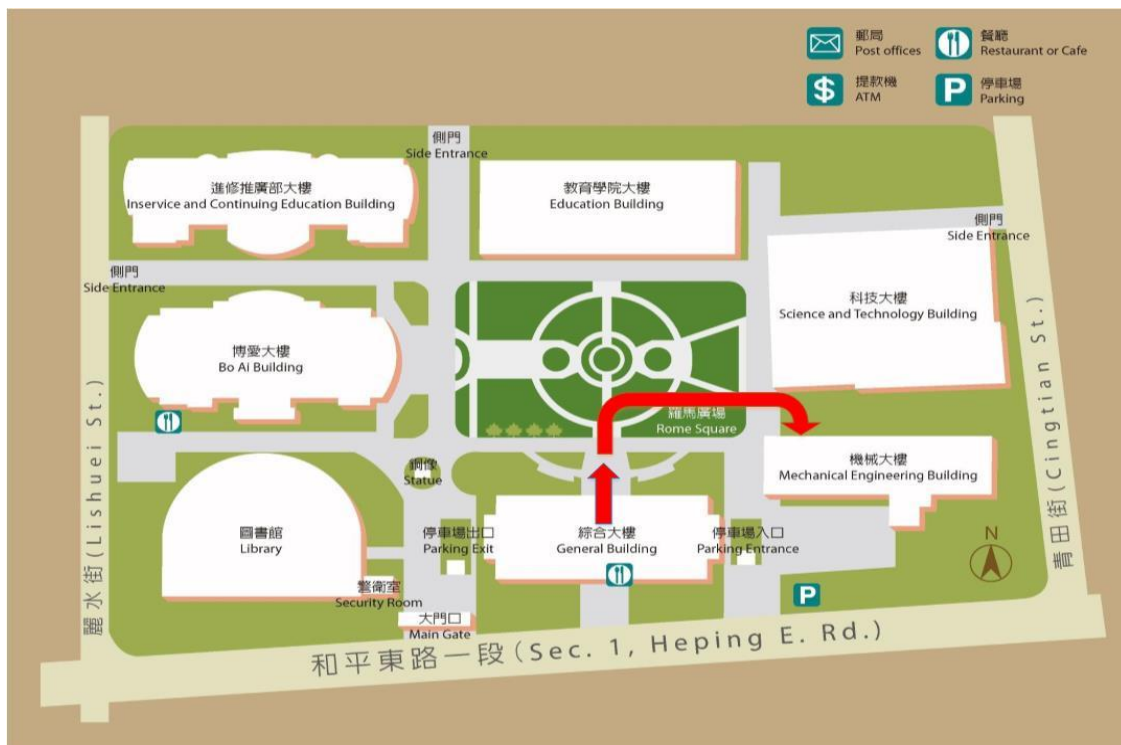 郵局
Post offices
餐廳
Restaurant or Cafe
$
提款機
ATM
P
停車場
Parking
側門
Side Entrance
進修推廣部大樓
Inservice and Continuing Education Building
教育學院大樓
Education Building
側門
Side Entrance
側門
Side Entrance
科技大樓
Science and Technology Building
博愛大樓
Bo Ai Building
羅馬廣場
Rome Square
銅像
Statue
機械大樓
Mechanical Engineering Building
圖書館
Library
停車場出口
Parking Exit
綜合大樓
General Building
停車場入口
Parking Entrance
N
警衛室
Security Room
P
大門口
Main Gate
麗水街(Lishuei St.)
青田街(Cingtian St.)
和平東路一段(Sec. 1, Heping E. Rd.)